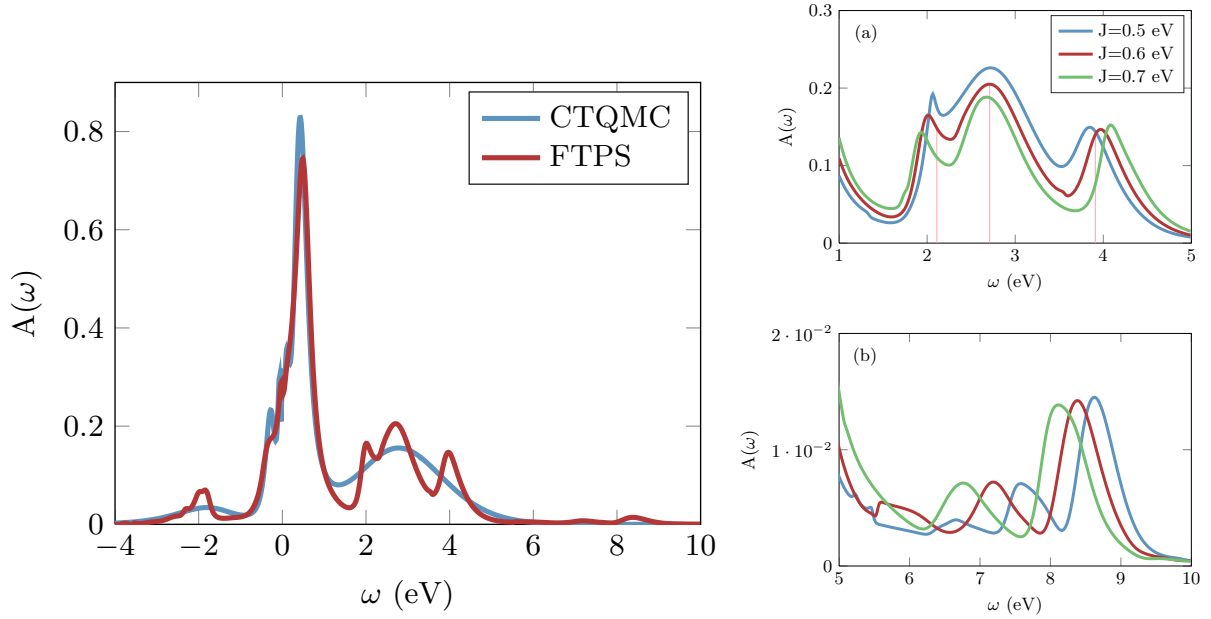 CTQMC
FTPS
A(ω)
0.8
0.6
0.4
0.2
0
−4 −2 0 2 4 6 8 10
ω (eV)
(a)
J=0.5 eV
J=0.6 eV
J=0.7 eV
A(ω)
0.3
0.2
0.1
0
1 2 3 4 5
ω (eV)
(b)
A(ω)
2 · 10⁻²
1 · 10⁻²
0
5 6 7 8 9 10
ω (eV)